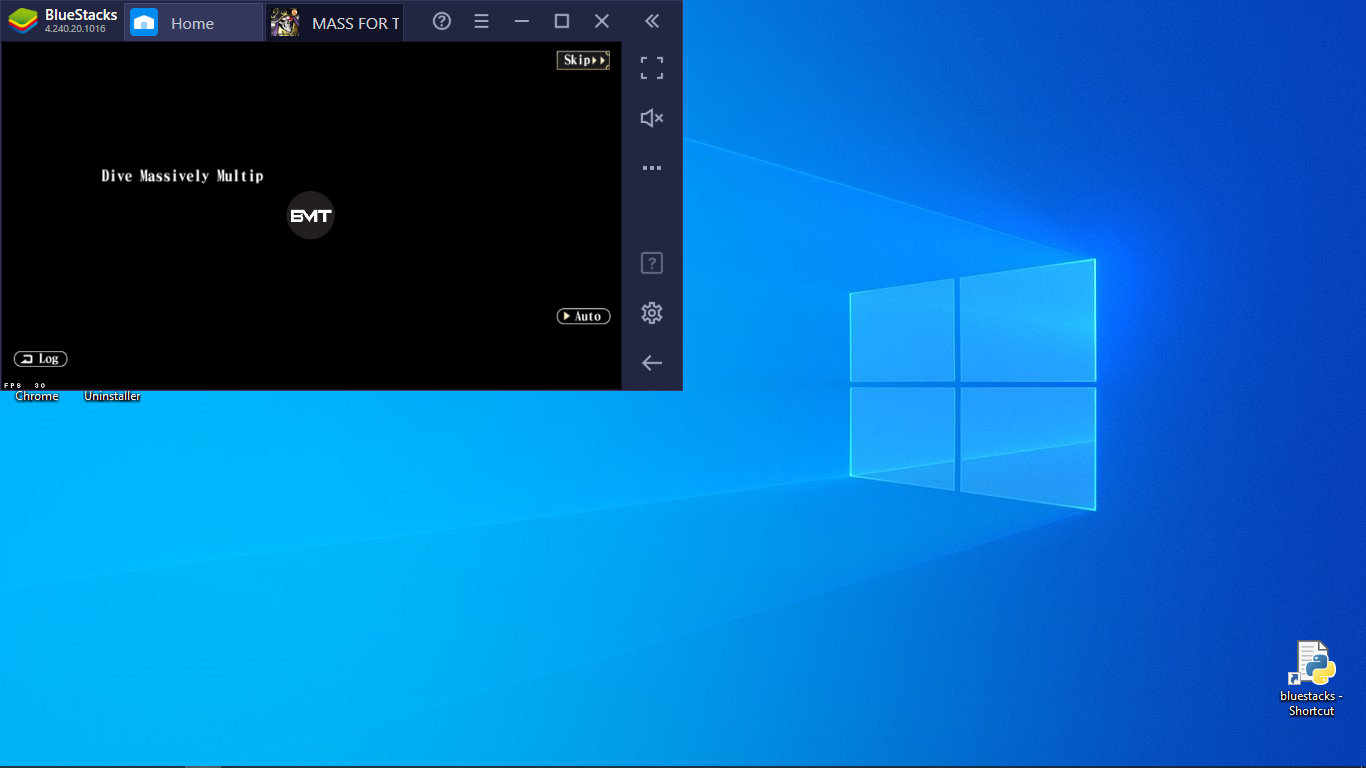 BlueStacks
4.240.20.1016
Home
MASS FOR T
Skip
Dive Massively Multip
BMT
Auto
Log
FPS 30
Chrome
Uninstaller
bluestacks -
Shortcut